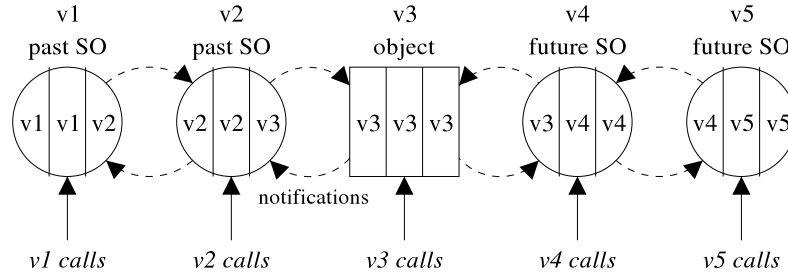 v1 v2 v3 v4 v5
past SO past SO object future SO future SO
v1 v1 v2 v2 v2 v3 v3 v3 v3 v3 v4 v4 v4 v5 v5
notifications
v1 calls v2 calls v3 calls v4 calls v5 calls